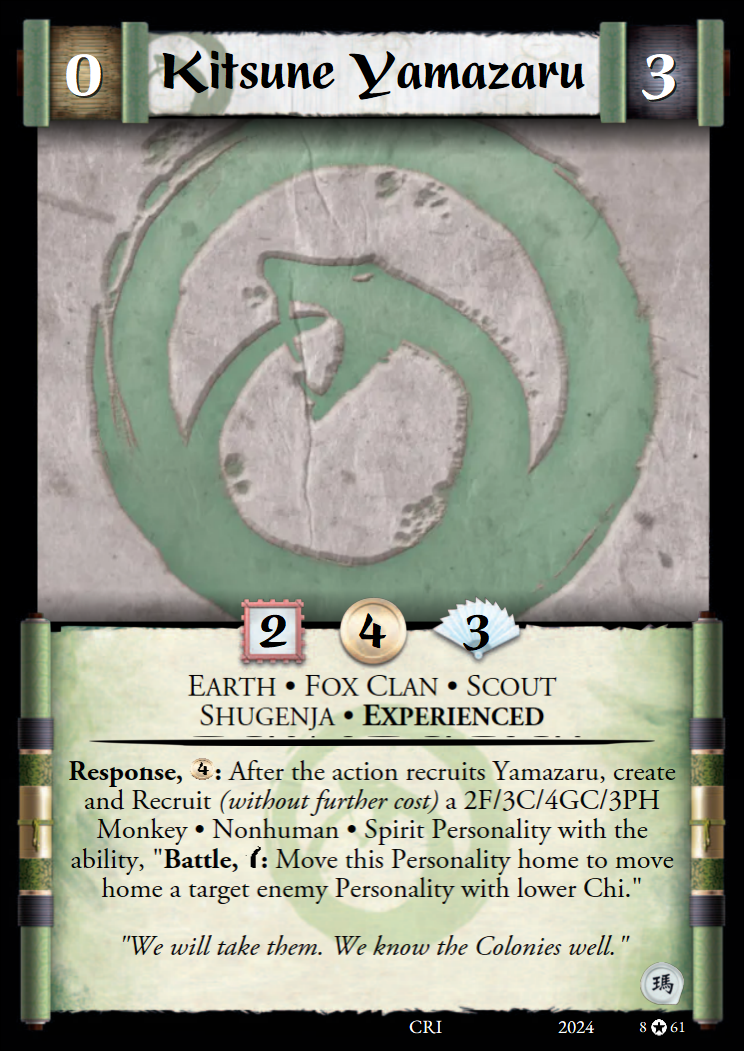 0 Kitsune Yamazaru 3
2 4 3
EARTH • FOX CLAN • SCOUT
SHUGENJA • EXPERIENCED
Response, 4: After the action recruits Yamazaru, create
and Recruit (without further cost) a 2F/3C/4GC/3PH
Monkey • Nonhuman • Spirit Personality with the
ability, "Battle, : Move this Personality home to move
home a target enemy Personality with lower Chi."
"We will take them. We know the Colonies well."
瑪
CRI 2024 8 61